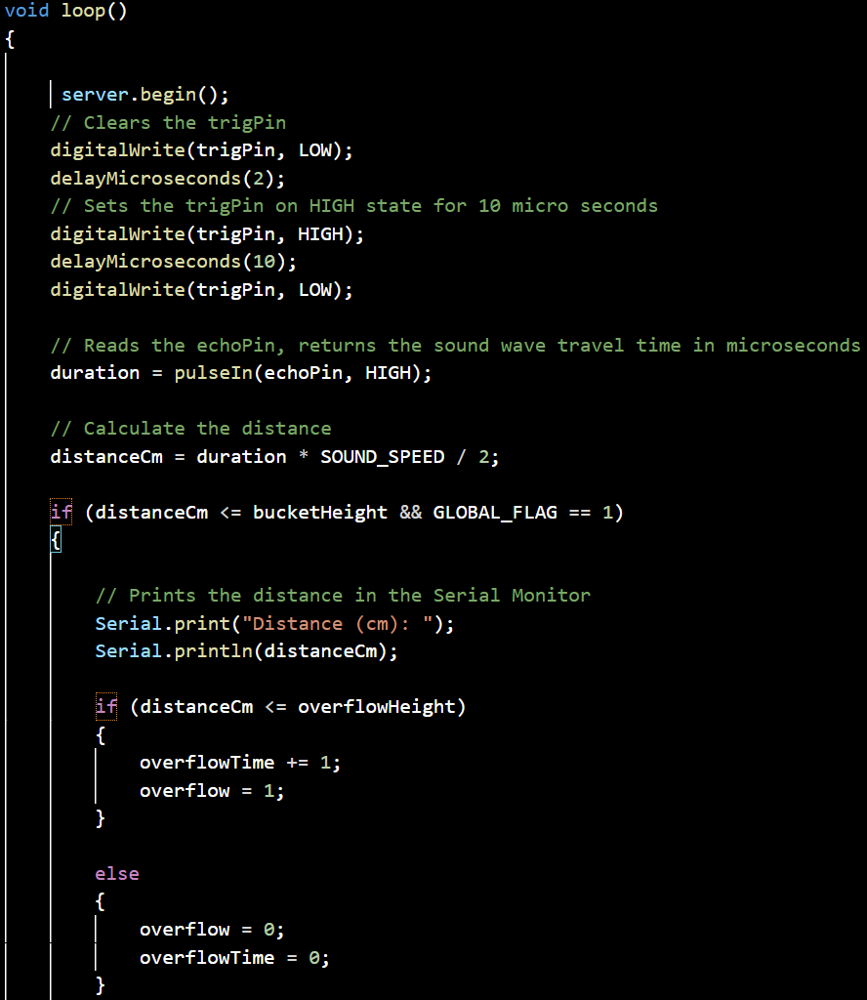 void loop()
{
server.begin();
// Clears the trigPin
digitalWrite(trigPin, LOW);
delayMicroseconds(2);
// Sets the trigPin on HIGH state for 10 micro seconds
digitalWrite(trigPin, HIGH);
delayMicroseconds(10);
digitalWrite(trigPin, LOW);
// Reads the echoPin, returns the sound wave travel time in microseconds
duration = pulseIn(echoPin, HIGH);
// Calculate the distance
distanceCm = duration * SOUND_SPEED / 2;
if (distanceCm <= bucketHeight && GLOBAL_FLAG == 1)
{
// Prints the distance in the Serial Monitor
Serial.print("Distance (cm): ");
Serial.println(distanceCm);
if (distanceCm <= overflowHeight)
{
overflowTime += 1;
overflow = 1;
}
else
{
overflow = 0;
overflowTime = 0;
}